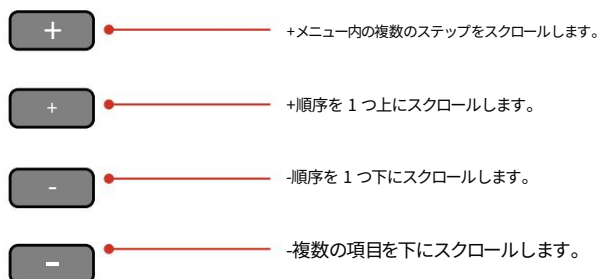 +
+メニュー内の複数のステップをスクロールします。
+
+順序を 1 つ上にスクロールします。
-
-順序を 1 つ下にスクロールします。
-
-複数の項目を下にスクロールします。